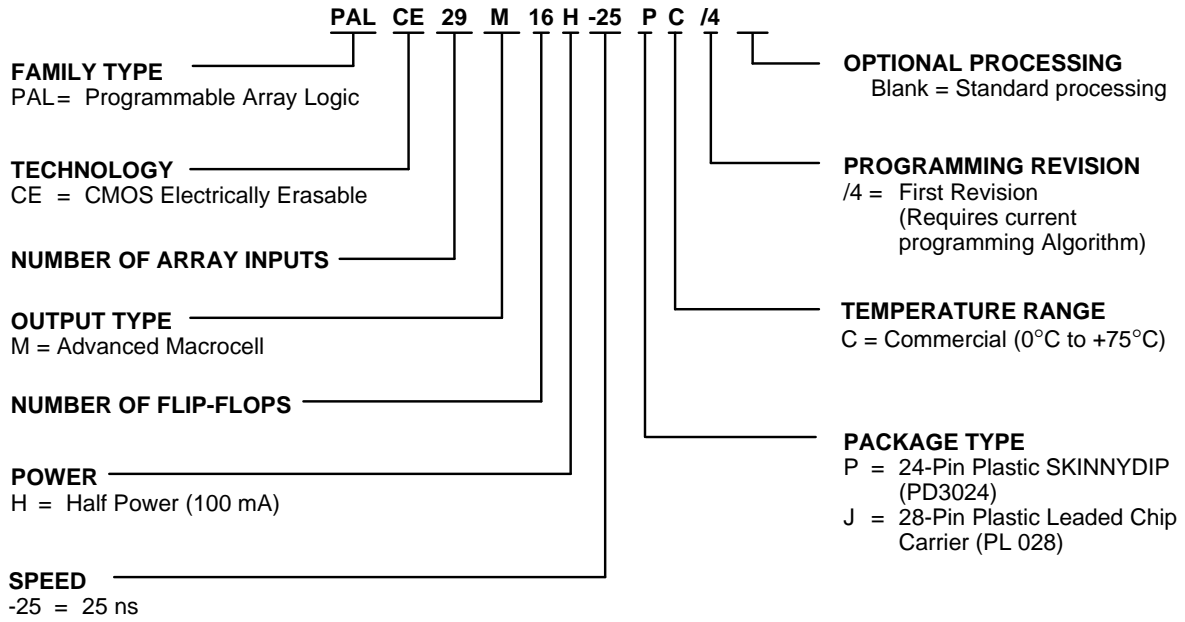 PAL CE 29 M 16 H -25 P C /4
FAMILY TYPE
PAL= Programmable Array Logic
TECHNOLOGY
CE = CMOS Electrically Erasable
NUMBER OF ARRAY INPUTS
OUTPUT TYPE
M = Advanced Macrocell
NUMBER OF FLIP-FLOPS
POWER
H = Half Power (100 mA)
SPEED
-25 = 25 ns
OPTIONAL PROCESSING
Blank = Standard processing
PROGRAMMING REVISION
/4 = First Revision
(Requires current
programming Algorithm)
TEMPERATURE RANGE
C = Commercial (0°C to +75°C)
PACKAGE TYPE
P = 24-Pin Plastic SKINNYDIP
(PD3024)
J = 28-Pin Plastic Leaded Chip
Carrier (PL 028)